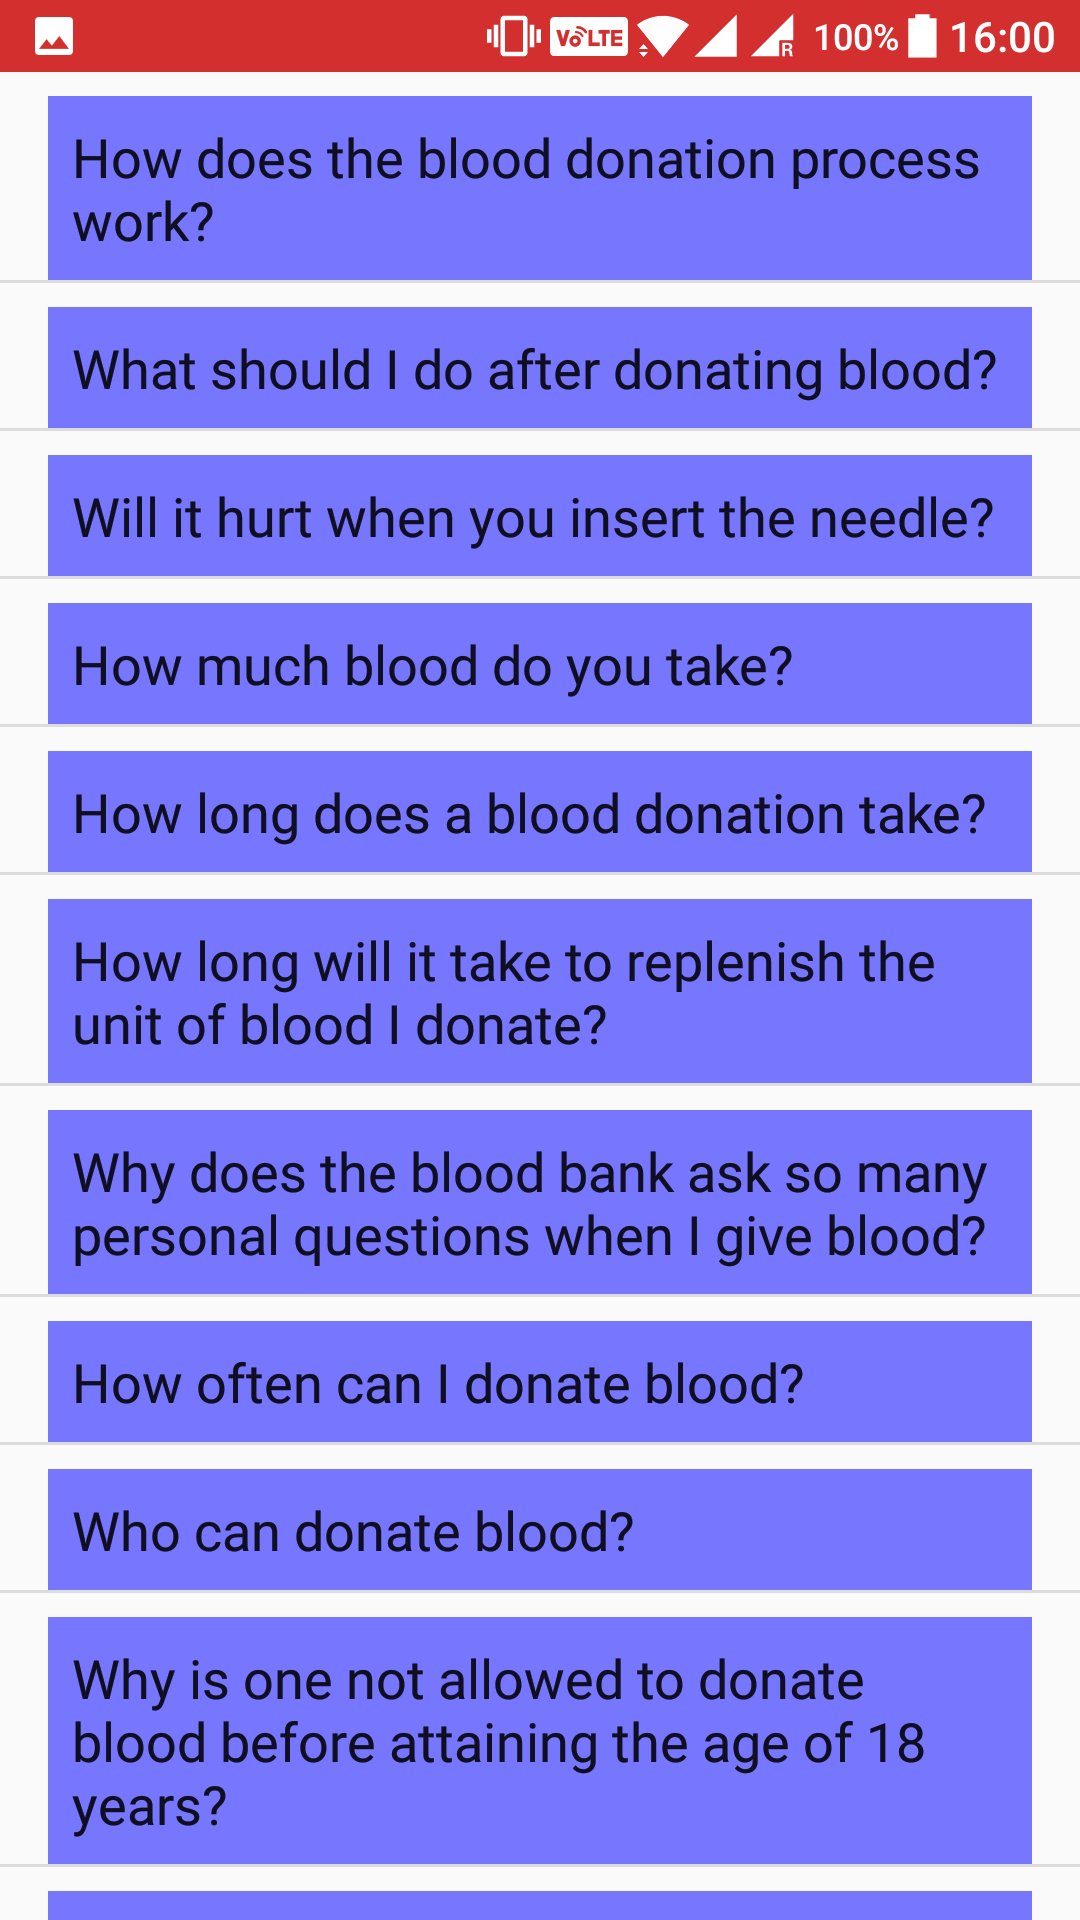 VoLTE R 100% 16:00
How does the blood donation process
work?
What should I do after donating blood?
Will it hurt when you insert the needle?
How much blood do you take?
How long does a blood donation take?
How long will it take to replenish the
unit of blood I donate?
Why does the blood bank ask so many
personal questions when I give blood?
How often can I donate blood?
Who can donate blood?
Why is one not allowed to donate
blood before attaining the age of 18
years?